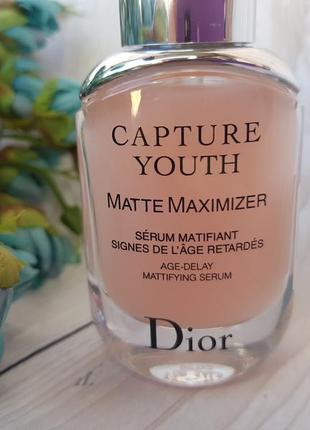 CAPTURE
YOUTH
MATTE MAXIMIZER
SÉRUM MATIFIANT
SIGNES DE L'ÂGE RETARDÉS
AGE-DELAY
MATTIFYING SERUM
Dior